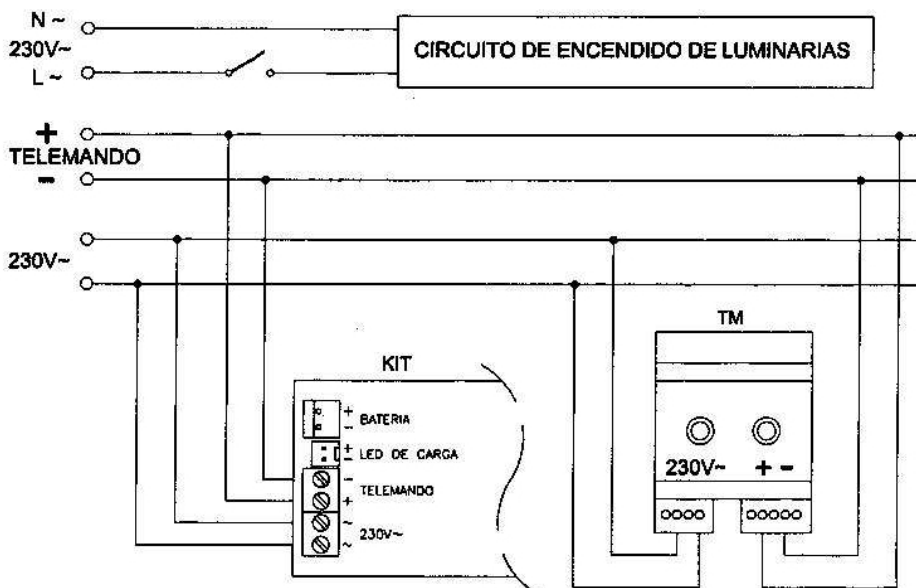 N ~
230V~
L ~
CIRCUITO DE ENCENDIDO DE LUMINARIAS
+
TELEMANDO
-
230V~
TM
KIT
+
-
BATERIA
+
-
LED DE CARGA
-
+
TELEMANDO
~
~
230V~
230V~ + -